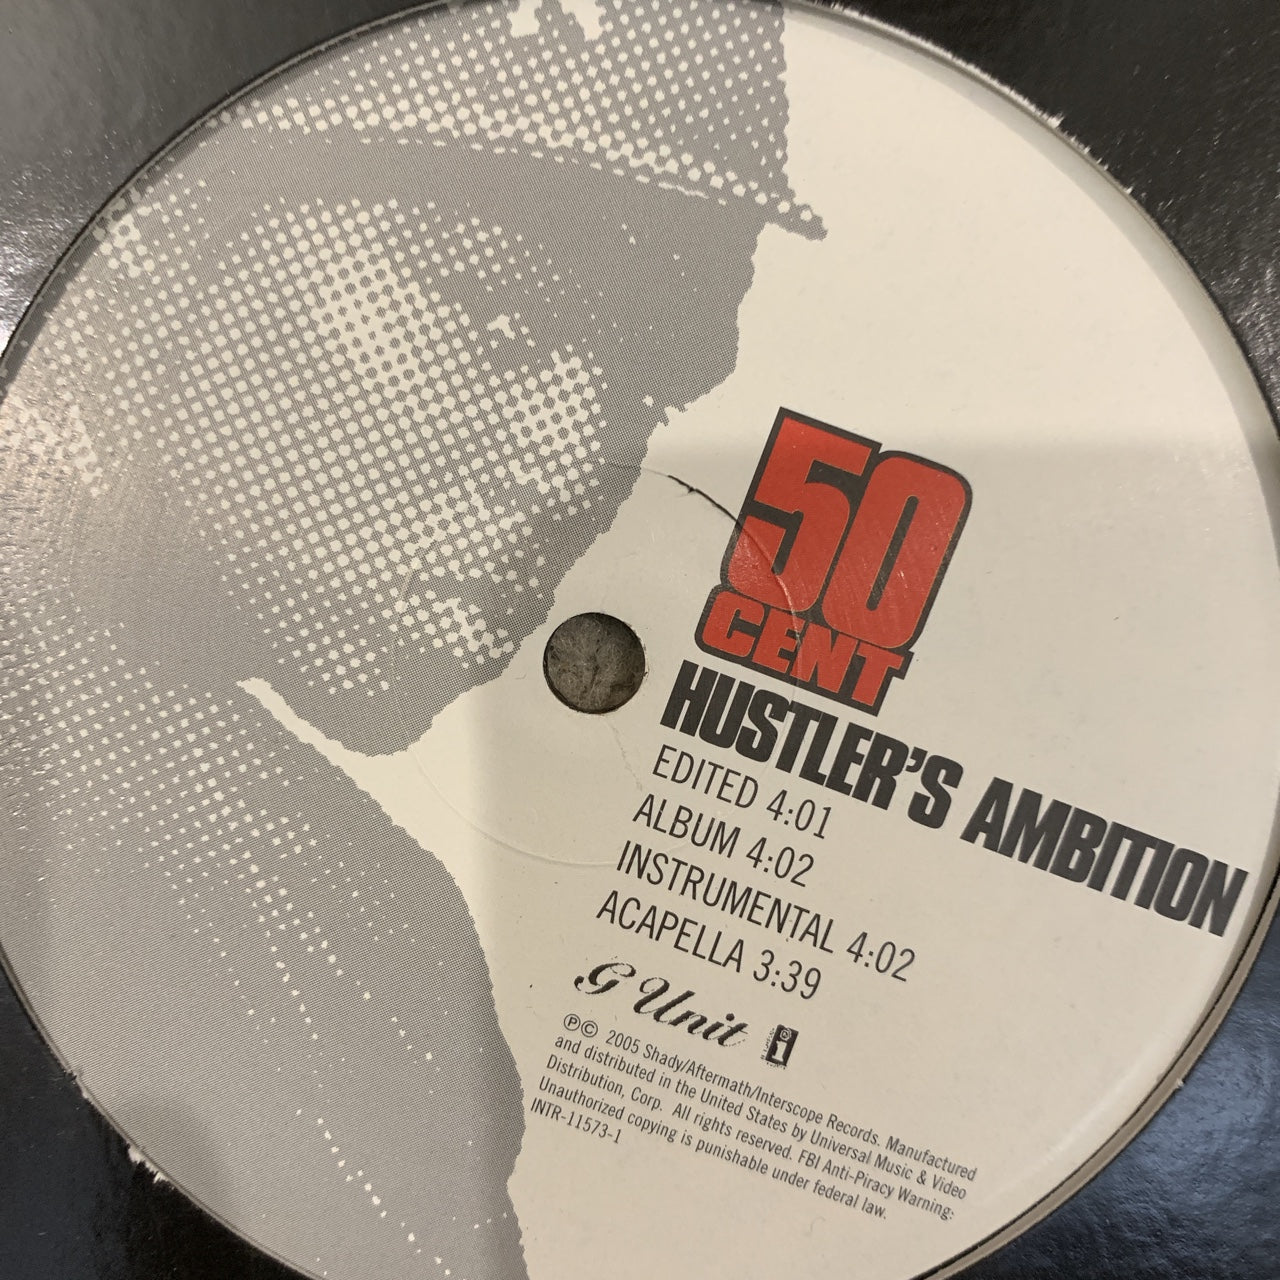 50
CENT
HUSTLER'S AMBITION
EDITED 4:01
ALBUM 4:02
INSTRUMENTAL 4:02
ACAPELLA 3:39
G Unit
℗© 2005 Shady/Aftermath/Interscope Records. Manufactured
and distributed in the United States by Universal Music & Video
Distribution, Corp. All rights reserved. FBI Anti-Piracy Warning:
Unauthorized copying is punishable under federal law.
INTR-11573-1